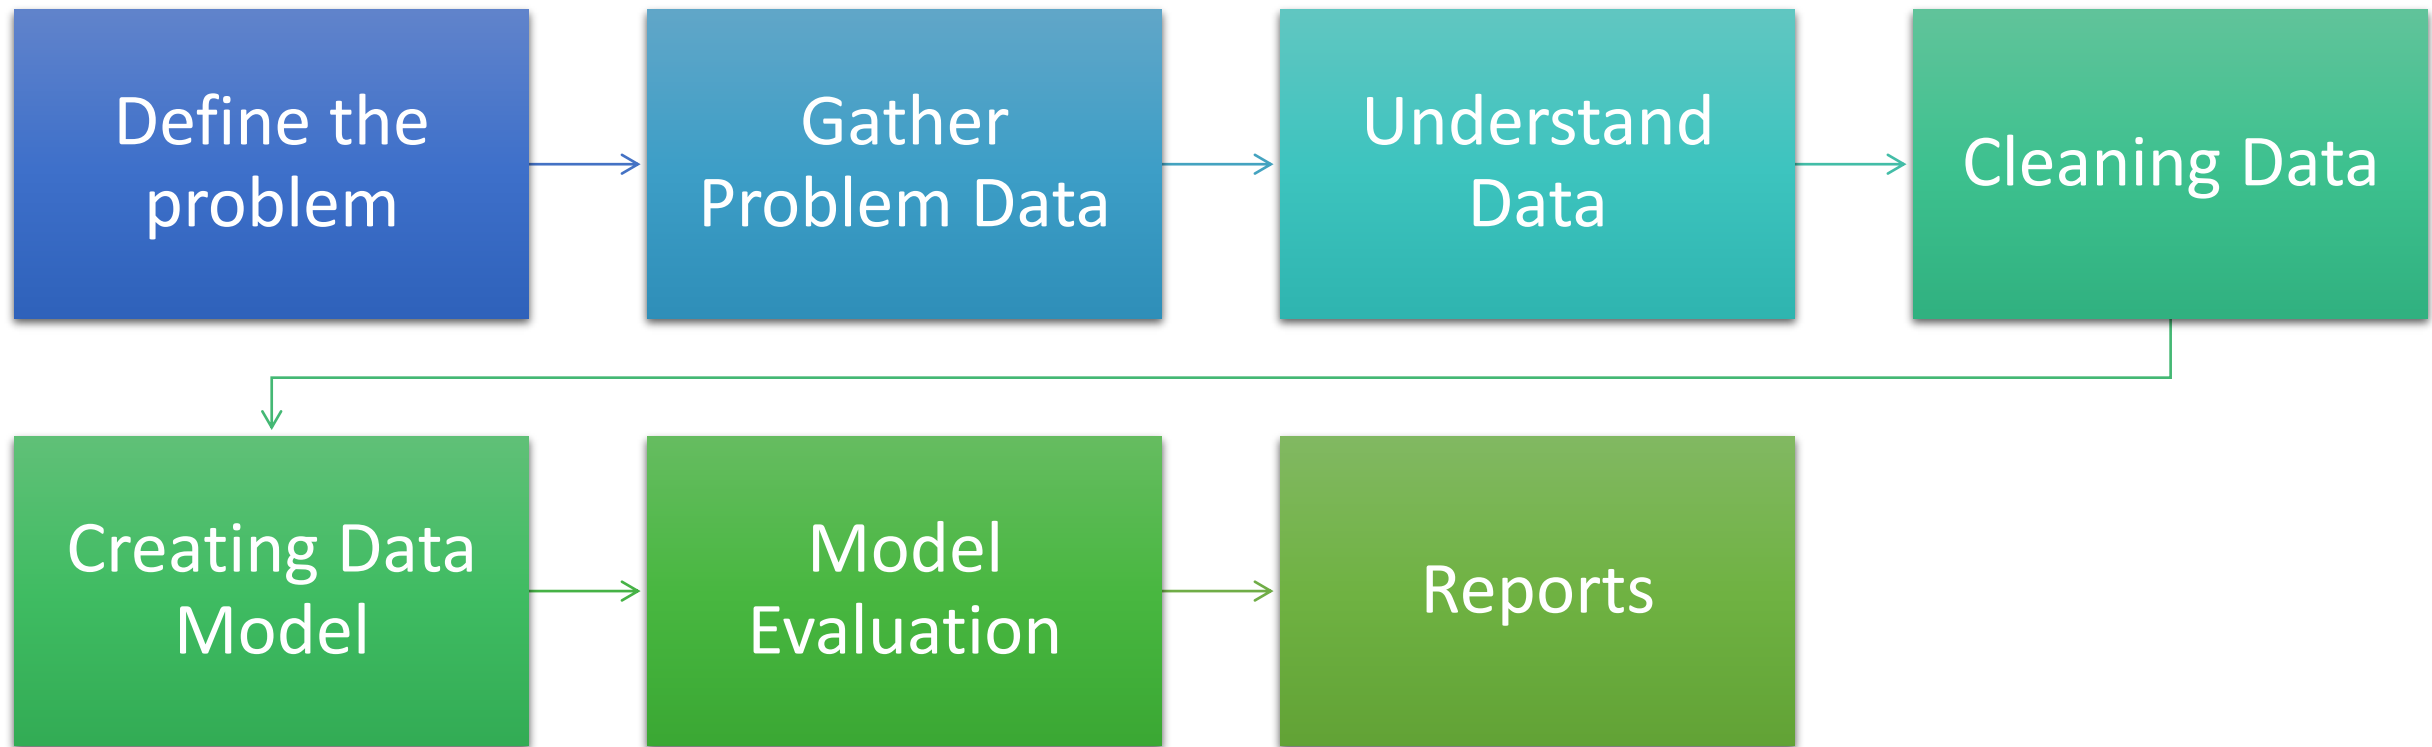 Define the
problem
Gather
Problem Data
Understand
Data
Cleaning Data
Creating Data
Model
Model
Evaluation
Reports